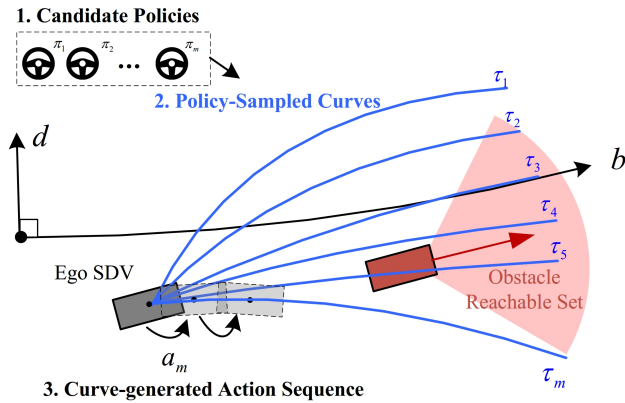 1. Candidate Policies
π1 π2 ... πm
2. Policy-Sampled Curves
τ1
τ2
τ3
τ4
τ5
τm
d
b
Ego SDV
Obstacle
Reachable Set
am
3. Curve-generated Action Sequence